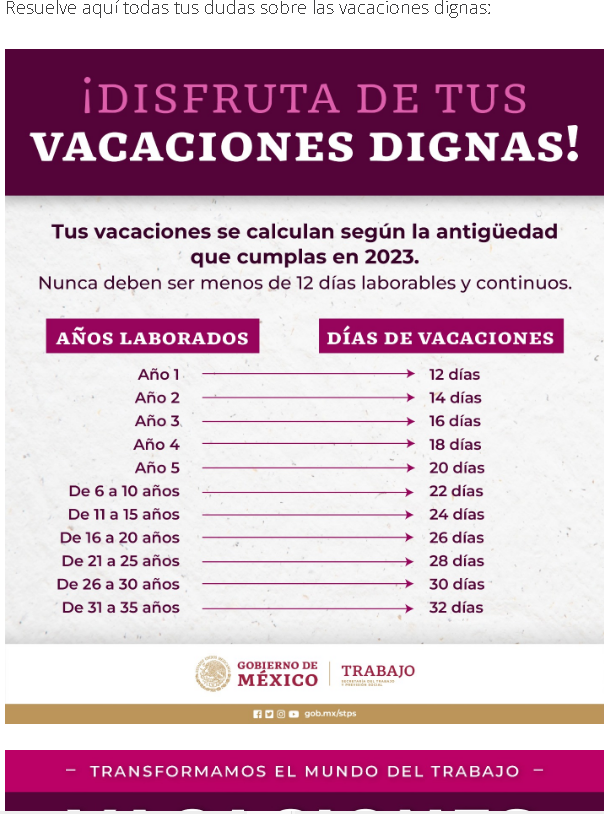 Resuelve aquí todas tus dudas sobre las vacaciones dignas:
¡DISFRUTA DE TUS
VACACIONES DIGNAS!
Tus vacaciones se calculan según la antigüedad
que cumplas en 2023.
Nunca deben ser menos de 12 días laborables y continuos.
AÑOS LABORADOS DÍAS DE VACACIONES
Año 1 12 días
Año 2 14 días
Año 3 16 días
Año 4 18 días
Año 5 20 días
De 6 a 10 años 22 días
De 11 a 15 años 24 días
De 16 a 20 años 26 días
De 21 a 25 años 28 días
De 26 a 30 años 30 días
De 31 a 35 años 32 días
GOBIERNO DE
MÉXICO
TRABAJO
SECRETARÍA DEL TRABAJO
Y PREVISIÓN SOCIAL
gob.mx/stps
— TRANSFORMAMOS EL MUNDO DEL TRABAJO —